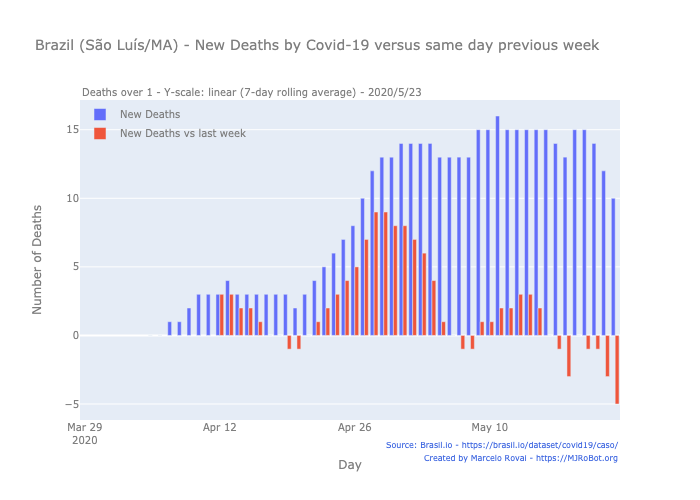 Brazil (São Luís/MA) - New Deaths by Covid-19 versus same day previous week
Deaths over 1 - Y-scale: linear (7-day rolling average) - 2020/5/23
New Deaths
New Deaths vs last week
15
10
5
0
−5
Number of Deaths
Mar 29
2020
Apr 12
Apr 26
May 10
Day
Source: Brasil.io - https://brasil.io/dataset/covid19/caso/
Created by Marcelo Rovai - https://MJRoBot.org